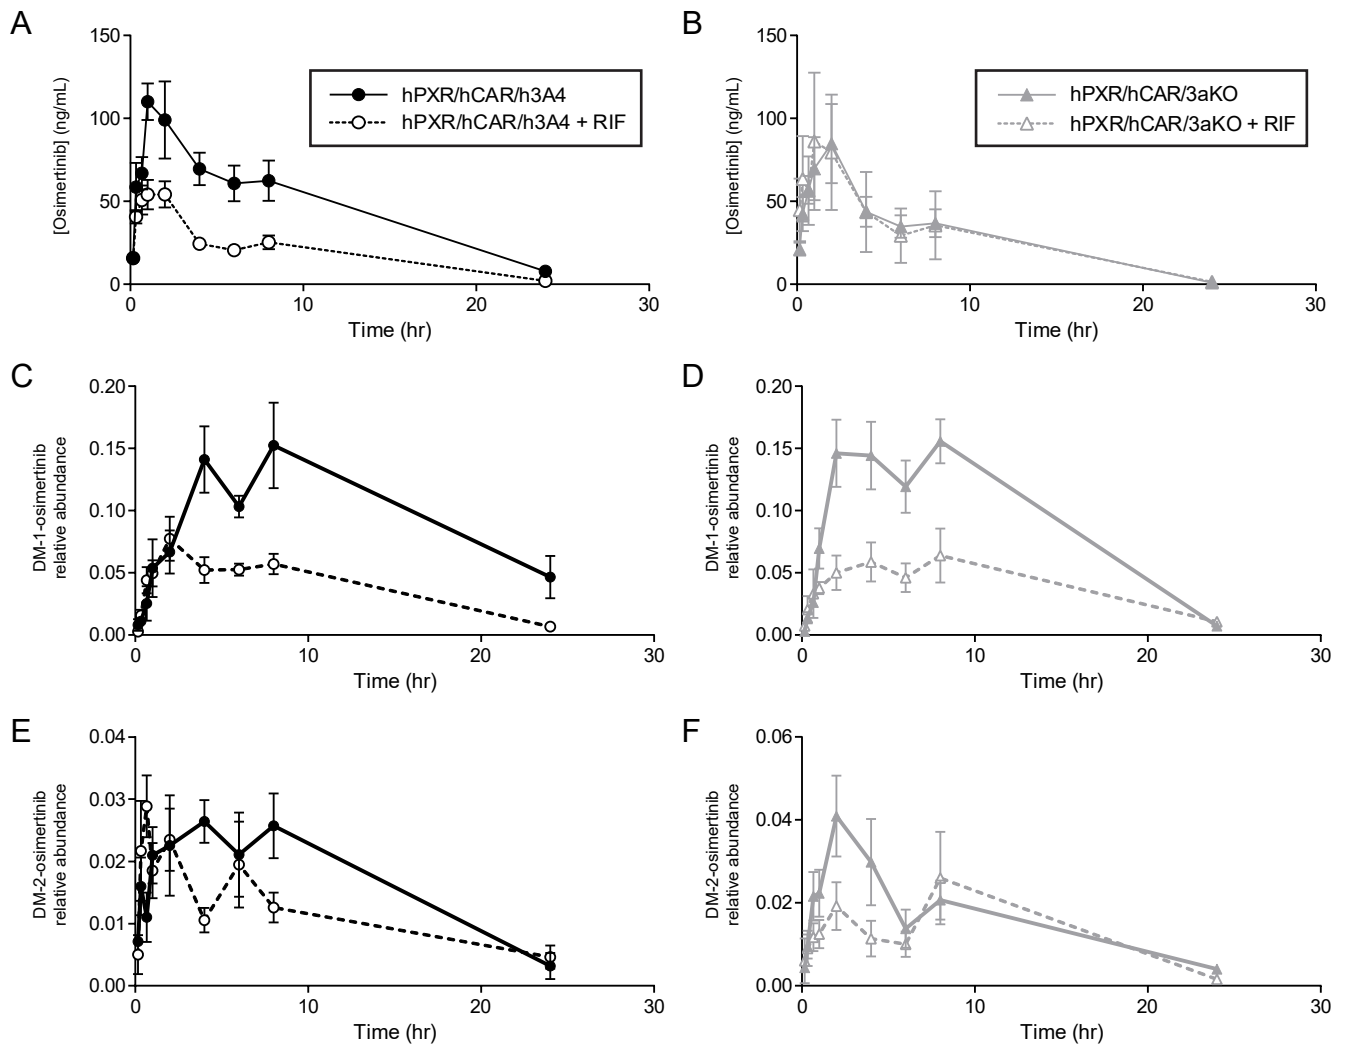 A
150
100
50
0
[Osimertinib] (ng/mL)
hPXR/hCAR/h3A4
hPXR/hCAR/h3A4 + RIF
0 10 20 30
Time (hr)
B
150
100
50
0
[Osimertinib] (ng/mL)
hPXR/hCAR/3aKO
hPXR/hCAR/3aKO + RIF
0 10 20 30
Time (hr)
C
0.20
0.15
0.10
0.05
0.00
DM-1-osimertinib
relative abundance
0 10 20 30
Time (hr)
D
0.20
0.15
0.10
0.05
0.00
DM-1-osimertinib
relative abundance
0 10 20 30
Time (hr)
E
0.04
0.03
0.02
0.01
0.00
DM-2-osimertinib
relative abundance
0 10 20 30
Time (hr)
F
0.06
0.04
0.02
0.00
DM-2-osimertinib
relative abundance
0 10 20 30
Time (hr)